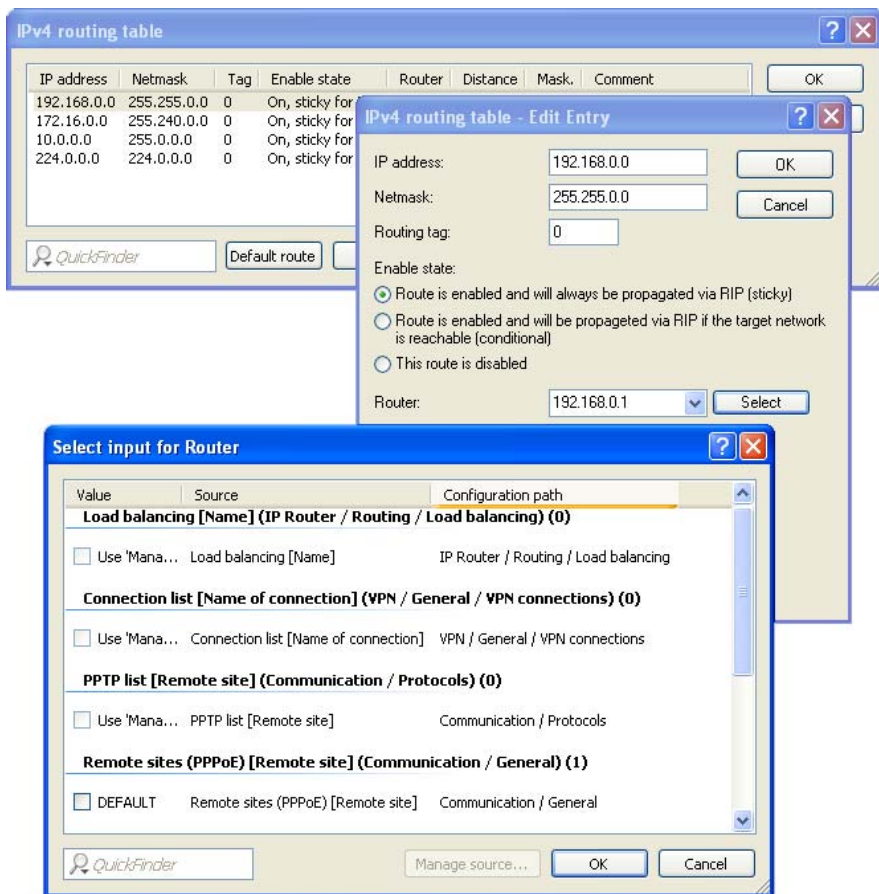 IPv4 routing table
IP address Netmask Tag Enable state Router Distance Mask. Comment OK
192.168.0.0 255.255.0.0 0 On, sticky for
172.16.0.0 255.240.0.0 0 On, sticky for
10.0.0.0 255.0.0.0 0 On, sticky for
224.0.0.0 224.0.0.0 0 On, sticky for
QuickFinder Default route
IPv4 routing table - Edit Entry
IP address: 192.168.0.0 OK
Netmask: 255.255.0.0 Cancel
Routing tag: 0
Enable state:
Route is enabled and will always be propagated via RIP (sticky)
Route is enabled and will be propageted via RIP if the target network
is reachable (conditional)
This route is disabled
Router: 192.168.0.1 Select
Select input for Router
Value Source Configuration path
Load balancing [Name] (IP Router / Routing / Load balancing) (0)
Use 'Mana... Load balancing [Name] IP Router / Routing / Load balancing
Connection list [Name of connection] (VPN / General / VPN connections) (0)
Use 'Mana... Connection list [Name of connection] VPN / General / VPN connections
PPTP list [Remote site] (Communication / Protocols) (0)
Use 'Mana... PPTP list [Remote site] Communication / Protocols
Remote sites (PPPoE) [Remote site] (Communication / General) (1)
DEFAULT Remote sites (PPPoE) [Remote site] Communication / General
QuickFinder Manage source... OK Cancel